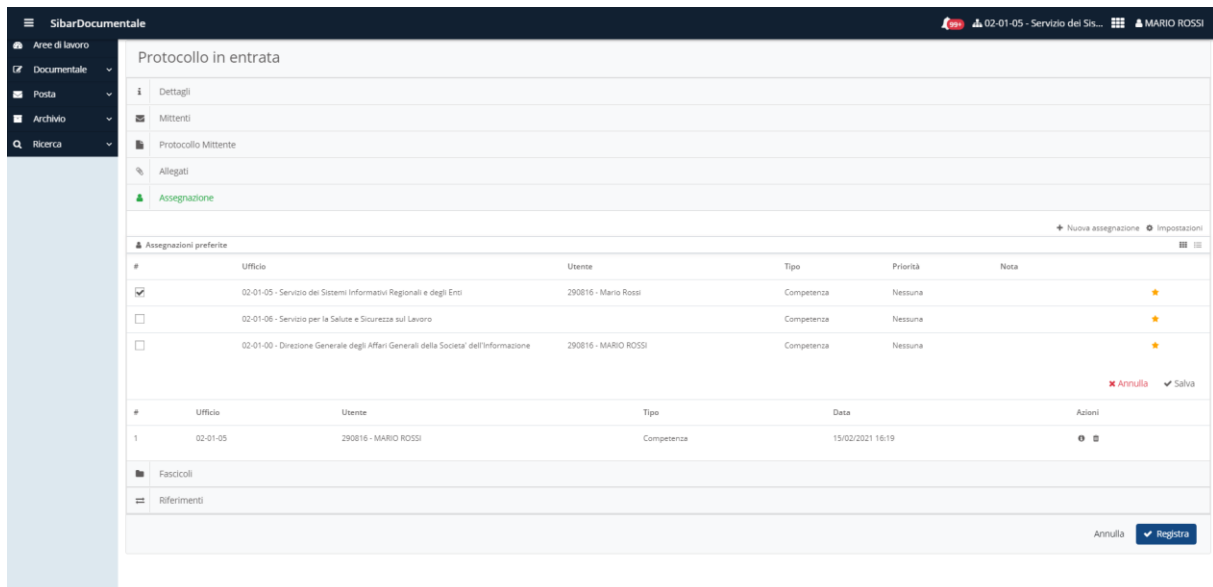 SibarDocumentale
99+ 02-01-05 - Servizio dei Sis... MARIO ROSSI
Aree di lavoro
Documentale
Posta
Archivio
Ricerca
Protocollo in entrata
Dettagli
Mittenti
Protocollo Mittente
Allegati
Assegnazione
Nuova assegnazione Impostazioni
Assegnazioni preferite
# Ufficio Utente Tipo Priorità Nota
02-01-05 - Servizio dei Sistemi Informativi Regionali e degli Enti 290816 - Mario Rossi Competenza Nessuna
02-01-06 - Servizio per la Salute e Sicurezza sul Lavoro Competenza Nessuna
02-01-00 - Direzione Generale degli Affari Generali della Societa' dell'Informazione 290816 - MARIO ROSSI Competenza Nessuna
Annulla Salva
# Ufficio Utente Tipo Data Azioni
1 02-01-05 290816 - MARIO ROSSI Competenza 15/02/2021 16:19
Fascicoli
Riferimenti
Annulla Registra